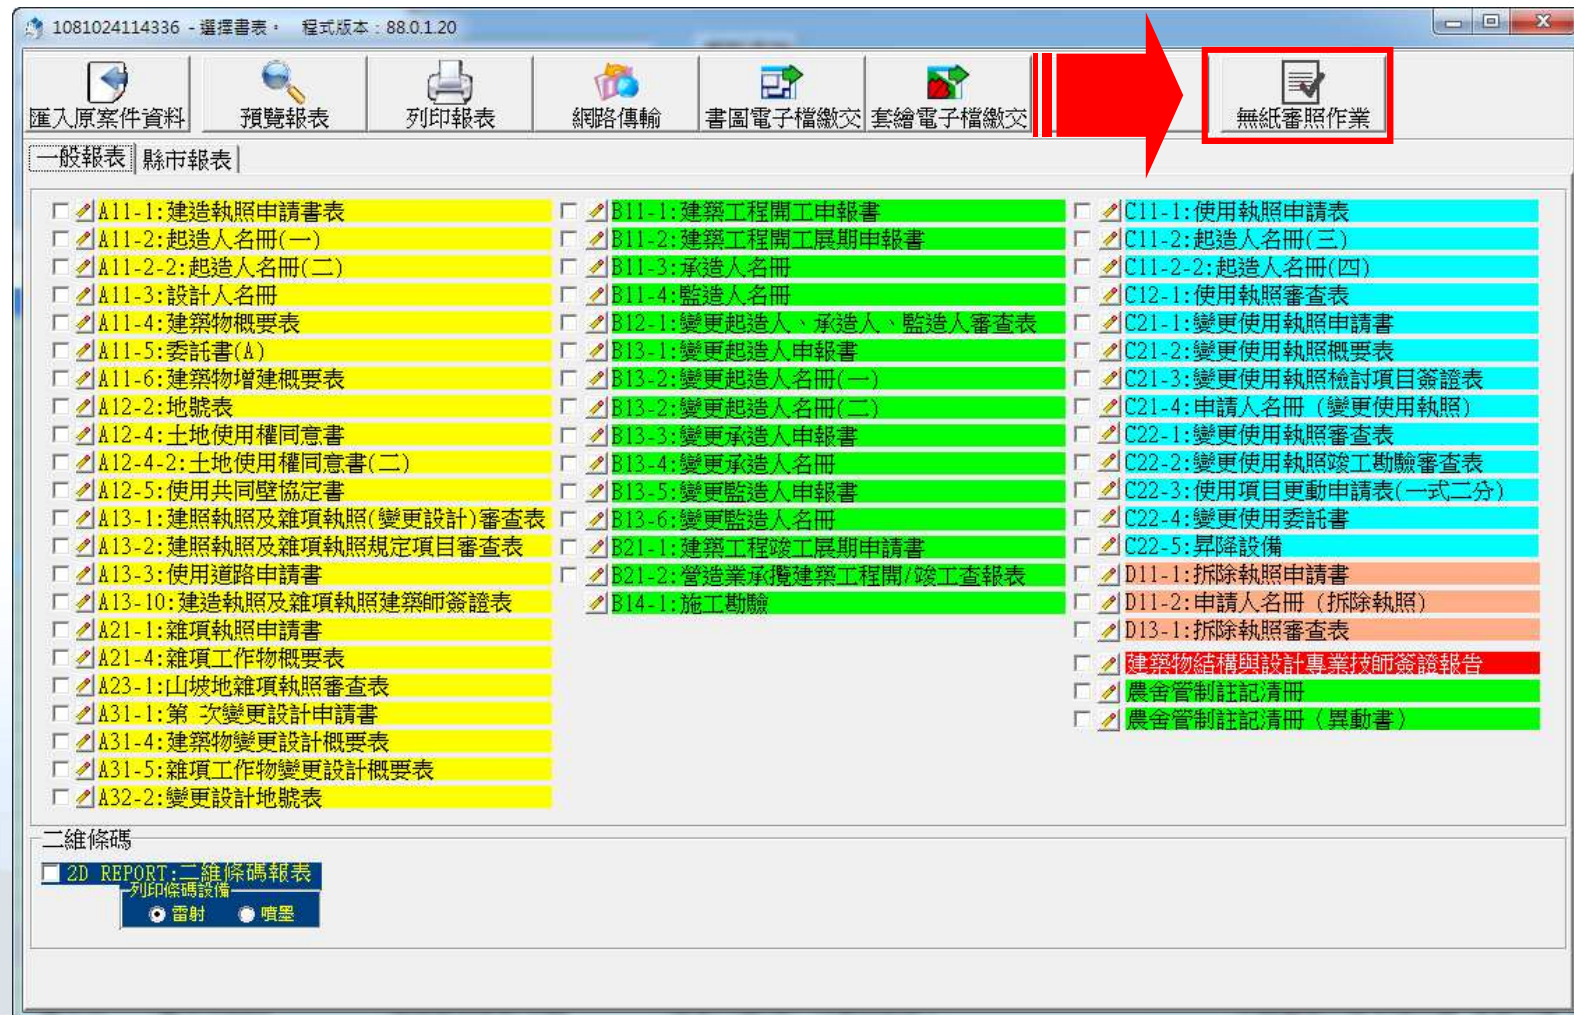 1081024114336 - 選擇書表。 程式版本：88.0.1.20
匯入原案件資料
預覽報表
列印報表
網路傳輸
書圖電子檔繳交
套繪電子檔繳交
無紙審照作業
一般報表
縣市報表
A11-1:建造執照申請書表
A11-2:起造人名冊(一)
A11-2-2:起造人名冊(二)
A11-3:設計人名冊
A11-4:建築物概要表
A11-5:委託書(A)
A11-6:建築物增建概要表
A12-2:地號表
A12-4:土地使用權同意書
A12-4-2:土地使用權同意書(二)
A12-5:使用共同壁協定書
A13-1:建照執照及雜項執照(變更設計)審查表
A13-2:建照執照及雜項執照規定項目審查表
A13-3:使用道路申請書
A13-10:建造執照及雜項執照建築師簽證表
A21-1:雜項執照申請書
A21-4:雜項工作物概要表
A23-1:山坡地雜項執照審查表
A31-1:第 次變更設計申請書
A31-4:建築物變更設計概要表
A31-5:雜項工作物變更設計概要表
A32-2:變更設計地號表
B11-1:建築工程開工申報書
B11-2:建築工程開工展期申報書
B11-3:承造人名冊
B11-4:監造人名冊
B12-1:變更起造人、承造人、監造人審查表
B13-1:變更起造人申報書
B13-2:變更起造人名冊(一)
B13-2:變更起造人名冊(二)
B13-3:變更承造人申報書
B13-4:變更承造人名冊
B13-5:變更監造人申報書
B13-6:變更監造人名冊
B21-1:建築工程竣工展期申請書
B21-2:營造業承攬建築工程開/竣工查報表
B14-1:施工勘驗
C11-1:使用執照申請表
C11-2:起造人名冊(三)
C11-2-2:起造人名冊(四)
C12-1:使用執照審查表
C21-1:變更使用執照申請書
C21-2:變更使用執照概要表
C21-3:變更使用執照檢討項目簽證表
C21-4:申請人名冊（變更使用執照)
C22-1:變更使用執照審查表
C22-2:變更使用執照竣工勘驗審查表
C22-3:使用項目更動申請表(一式二分)
C22-4:變更使用委託書
C22-5:昇降設備
D11-1:拆除執照申請書
D11-2:申請人名冊（拆除執照)
D13-1:拆除執照審查表
建築物結構與設計專業技師簽證報告
農舍管制註記清冊
農舍管制註記清冊（異動書）
二維條碼
2D REPORT:二維條碼報表
列印條碼設備
雷射
噴墨